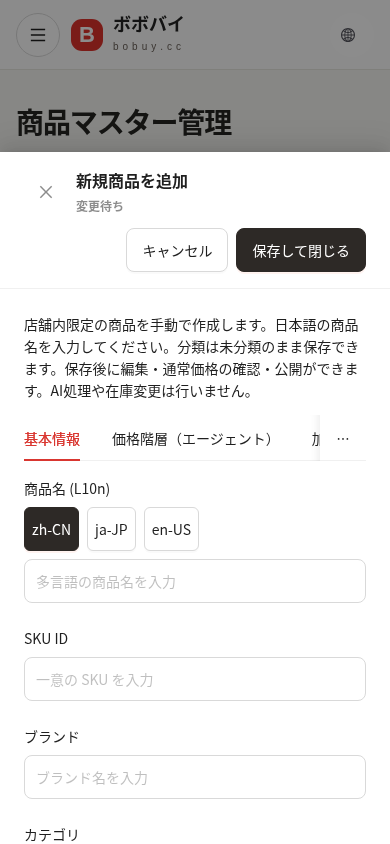 B ボボバイ
bobuy.cc
商品マスター管理
新規商品を追加
変更待ち
キャンセル 保存して閉じる
店舗内限定の商品を手動で作成します。日本語の商品
名を入力してください。分類は未分類のまま保存でき
ます。保存後に編集・通常価格の確認・公開ができま
す。AI処理や在庫変更は行いません。
基本情報 価格階層（エージェント） ···
商品名 (L10n)
zh-CN ja-JP en-US
多言語の商品名を入力
SKU ID
一意の SKU を入力
ブランド
ブランド名を入力
カテゴリ